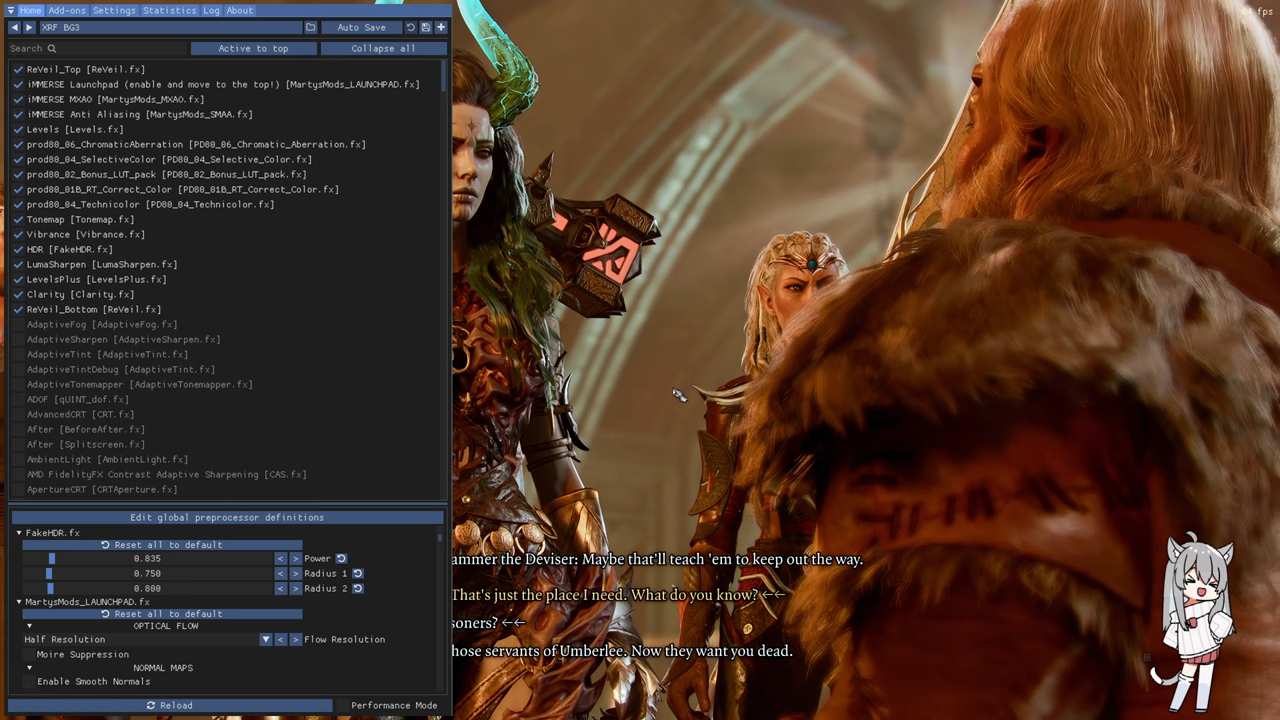 Home Add-ons Settings Statistics Log About
XRF BG3 Auto Save
Search Active to top Collapse all
ReVeil_Top [ReVeil.fx]
iMMERSE Launchpad (enable and move to the top!) [MartysMods_LAUNCHPAD.fx]
iMMERSE MXAO [MartysMods_MXAO.fx]
iMMERSE Anti Aliasing [MartysMods_SMAA.fx]
Levels [Levels.fx]
prod80_06_ChromaticAberration [PD80_06_Chromatic_Aberration.fx]
prod80_04_SelectiveColor [PD80_04_Selective_Color.fx]
prod80_02_Bonus_LUT_pack [PD80_02_Bonus_LUT_pack.fx]
prod80_01B_RT_Correct_Color [PD80_01B_RT_Correct_Color.fx]
prod80_04_Technicolor [PD80_04_Technicolor.fx]
Tonemap [Tonemap.fx]
Vibrance [Vibrance.fx]
HDR [FakeHDR.fx]
LumaSharpen [LumaSharpen.fx]
LevelsPlus [LevelsPlus.fx]
Clarity [Clarity.fx]
ReVeil_Bottom [ReVeil.fx]
AdaptiveFog [AdaptiveFog.fx]
AdaptiveSharpen [AdaptiveSharpen.fx]
AdaptiveTint [AdaptiveTint.fx]
AdaptiveTintDebug [AdaptiveTint.fx]
AdaptiveTonemapper [AdaptiveTonemapper.fx]
ADOF [qUINT_dof.fx]
AdvancedCRT [CRT.fx]
After [BeforeAfter.fx]
After [Splitscreen.fx]
AmbientLight [AmbientLight.fx]
AMD FidelityFX Contrast Adaptive Sharpening [CAS.fx]
ApertureCRT [CRTAperture.fx]
Edit global preprocessor definitions
FakeHDR.fx
Reset all to default
0.835 < > Power
0.750 < > Radius 1
0.800 < > Radius 2
MartysMods_LAUNCHPAD.fx
Reset all to default
OPTICAL FLOW
Half Resolution < > Flow Resolution
Moire Suppression
NORMAL MAPS
Enable Smooth Normals
Reload Performance Mode
fps
ammer the Deviser: Maybe that'll teach 'em to keep out the way.
That's just the place I need. What do you know? ←←
soners? ←←
hose servants of Umberlee. Now they want you dead.